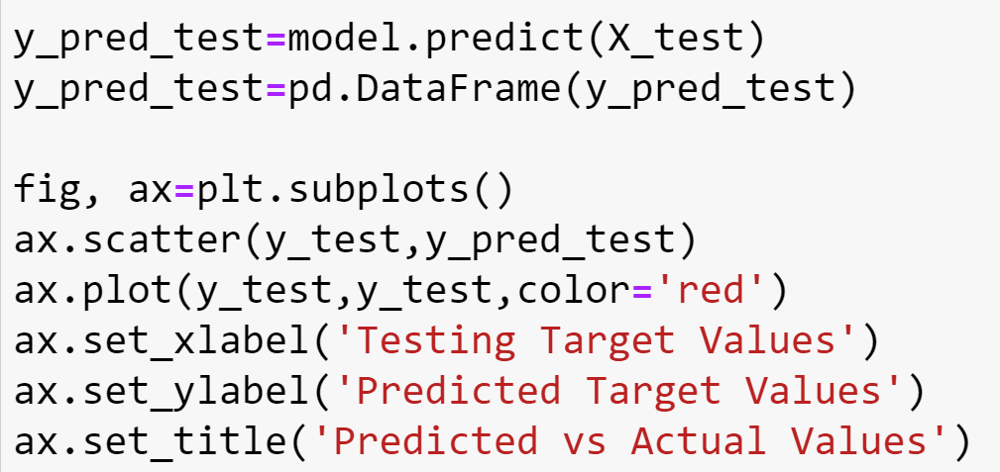 y_pred_test=model.predict(X_test)
y_pred_test=pd.DataFrame(y_pred_test)
fig, ax=plt.subplots()
ax.scatter(y_test,y_pred_test)
ax.plot(y_test,y_test,color='red')
ax.set_xlabel('Testing Target Values')
ax.set_ylabel('Predicted Target Values')
ax.set_title('Predicted vs Actual Values')